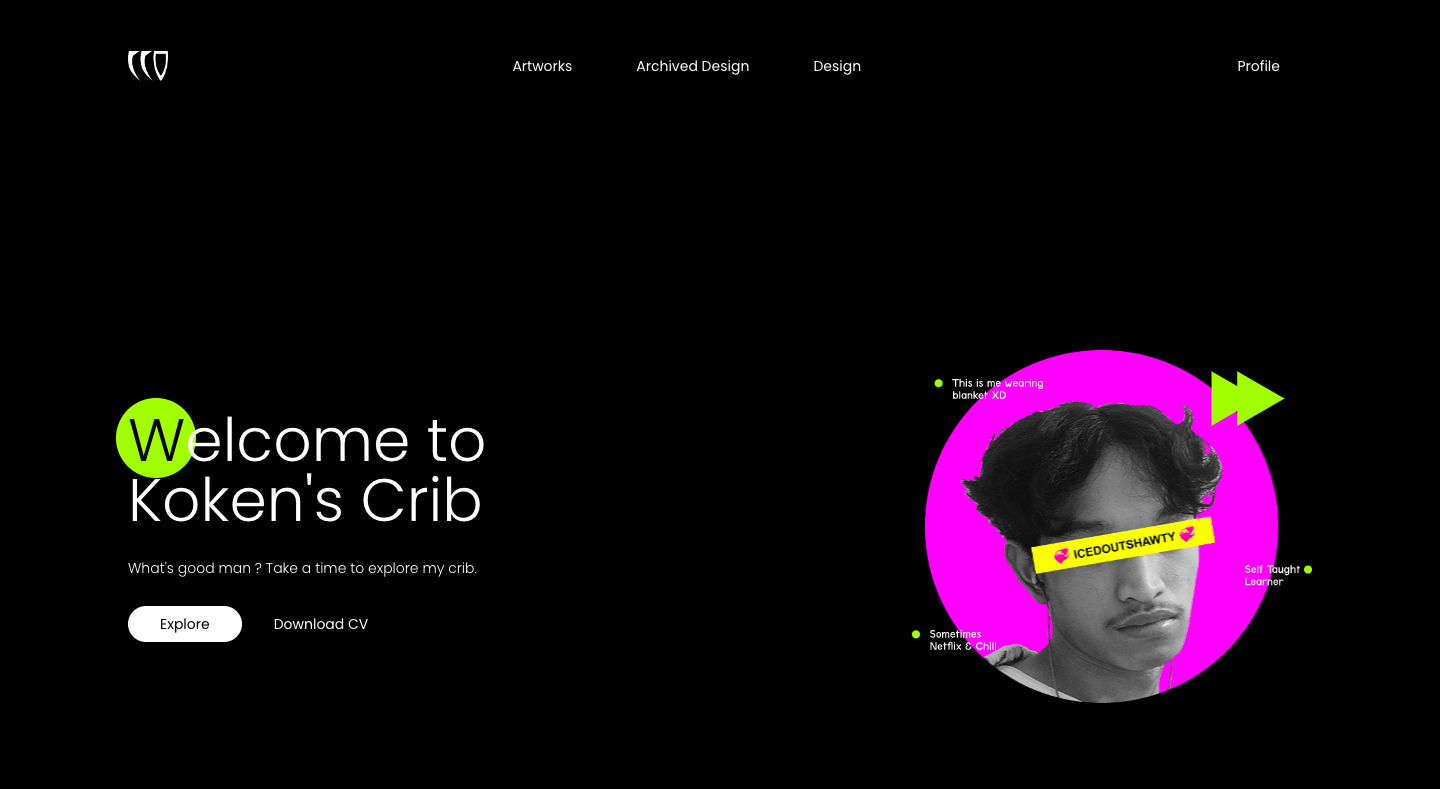 Artworks
Archived Design
Design
Profile
Welcome to
Koken's Crib
What's good man ? Take a time to explore my crib.
Explore
Download CV
This is me wearing
blanket XD
💝 ICEDOUTSHAWTY 💝
Self Taught
Learner
Sometimes
Netflix & Chill